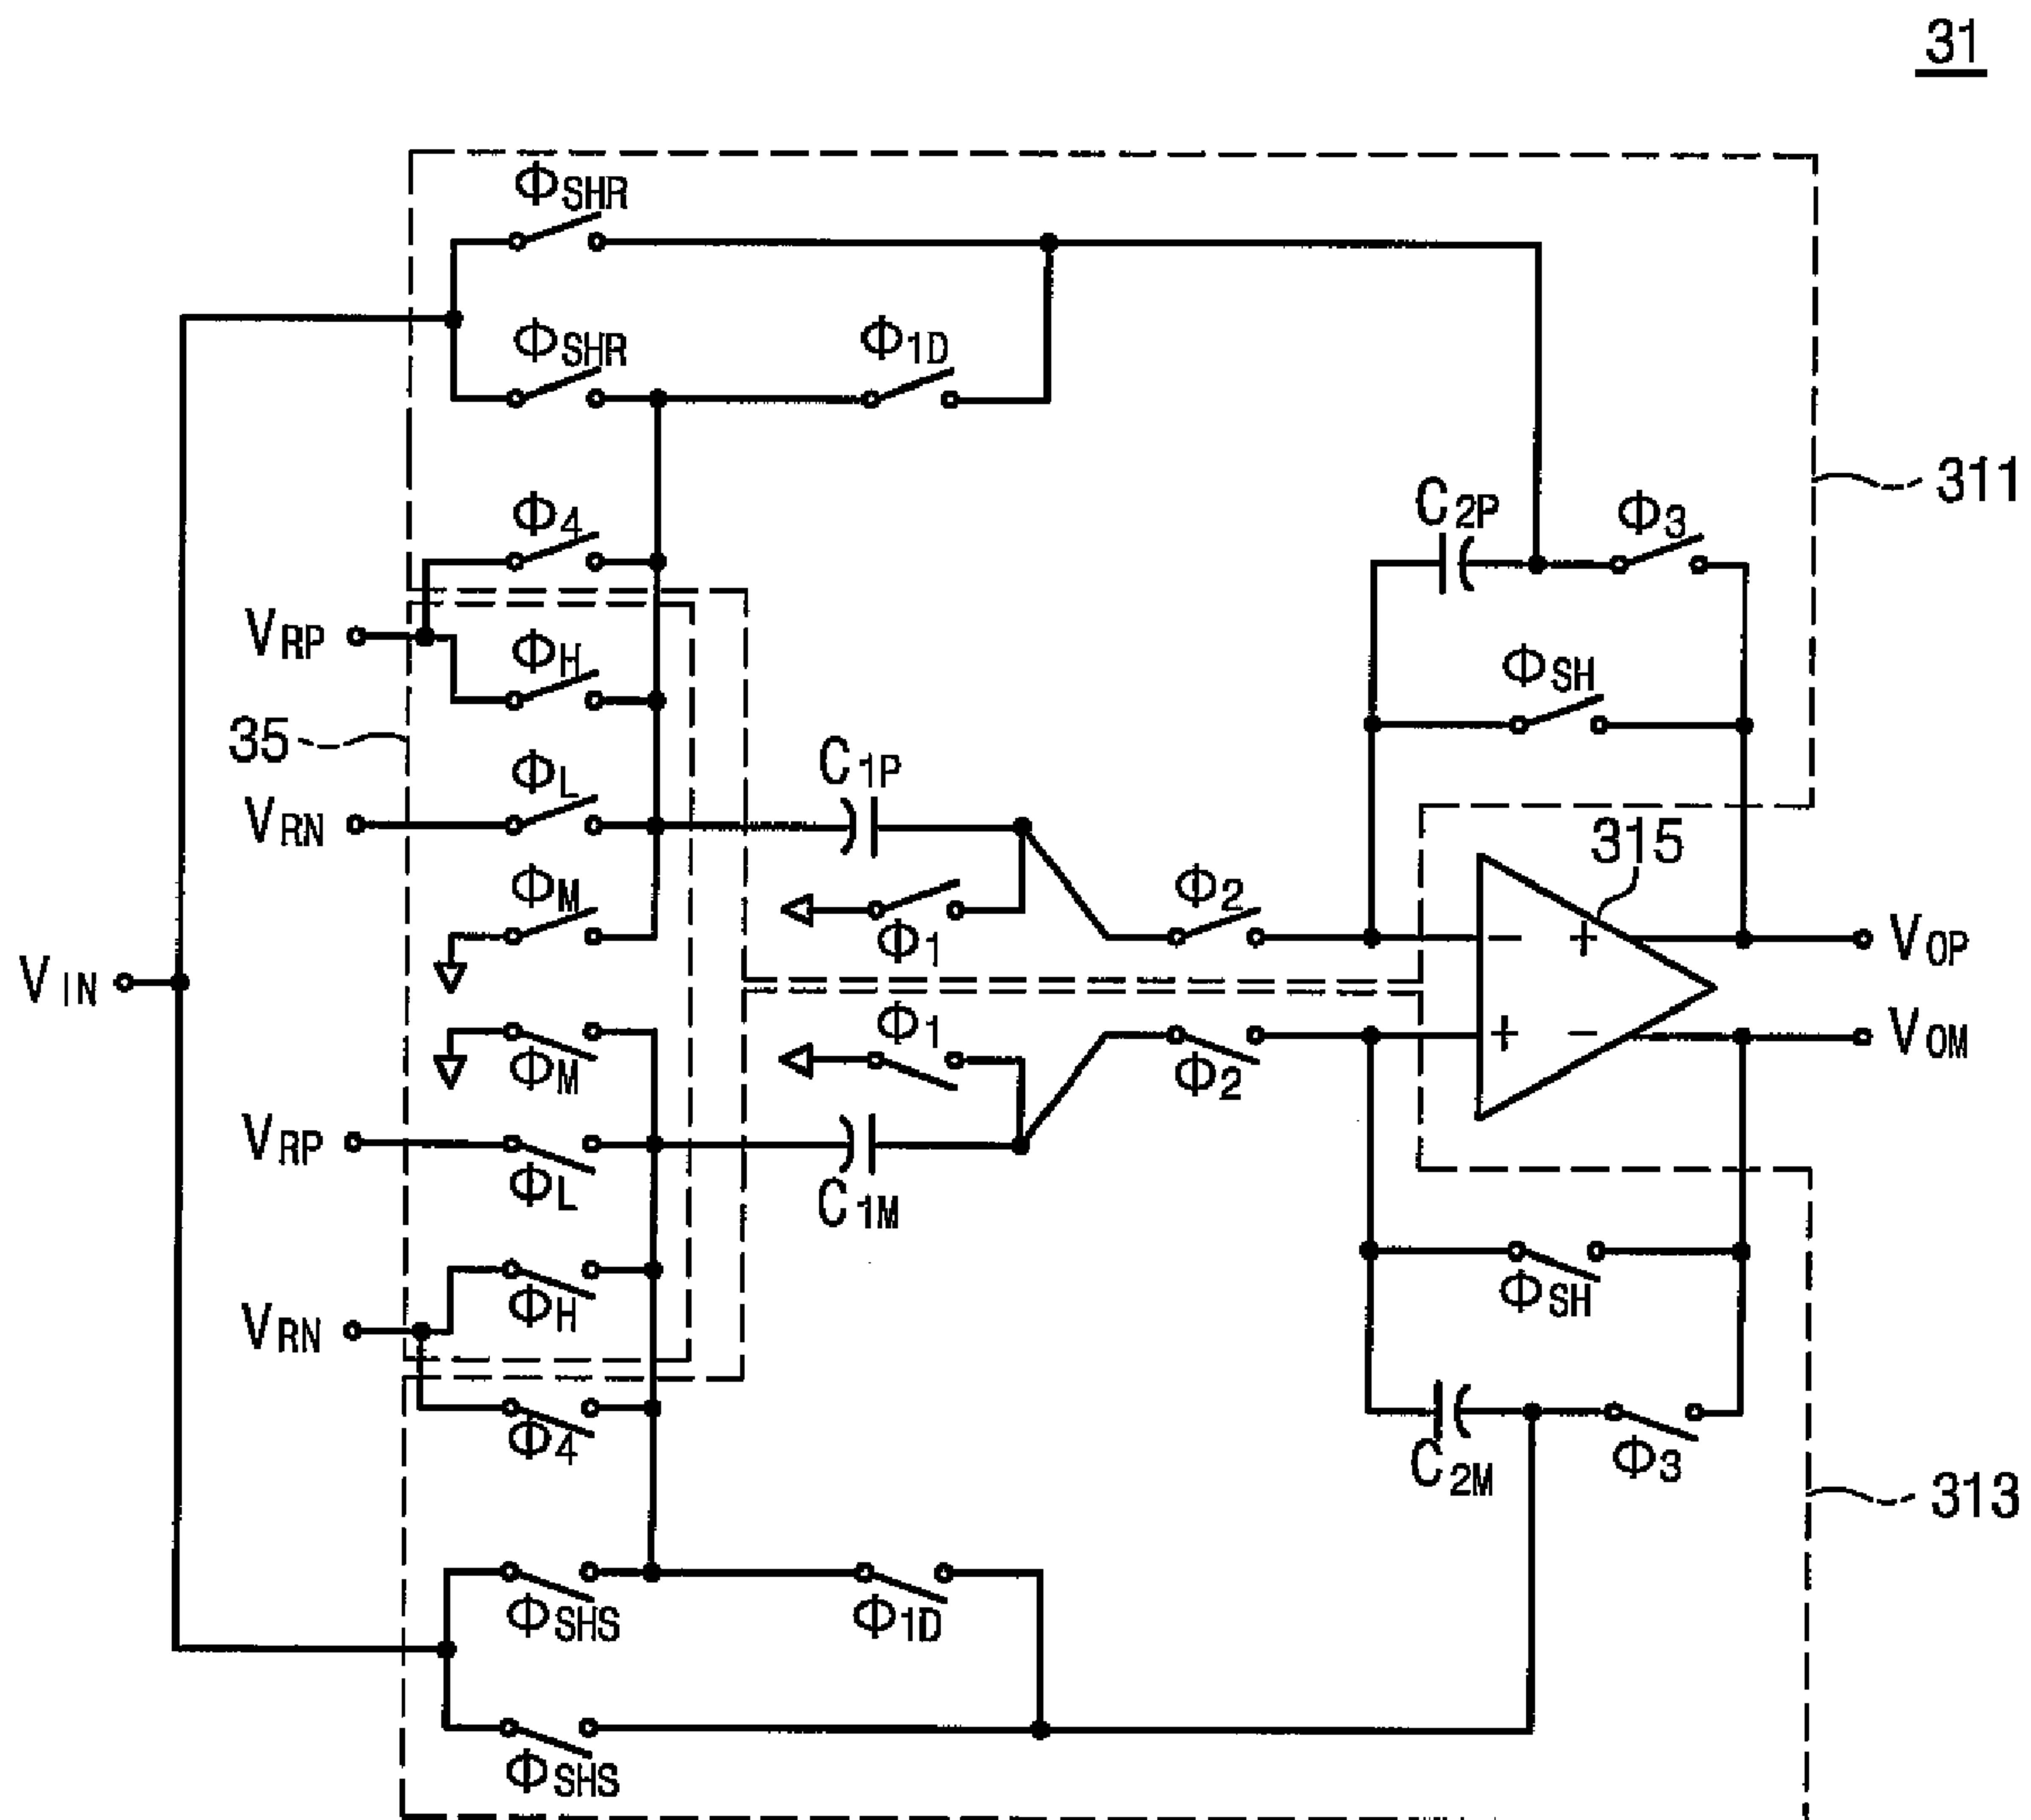 31
ΦSHR
ΦSHR
Φ1D
311
Φ4
C2P
Φ3
VRP
ΦH
ΦSH
35
ΦL
C1P
VRN
315
ΦM
Φ2
Φ1
- +
VOP
VIN
ΦM
Φ1
Φ2
+ -
VOM
VRP
ΦL
C1M
ΦH
ΦSH
VRN
Φ4
C2M
Φ3
313
ΦSHS
Φ1D
ΦSHS